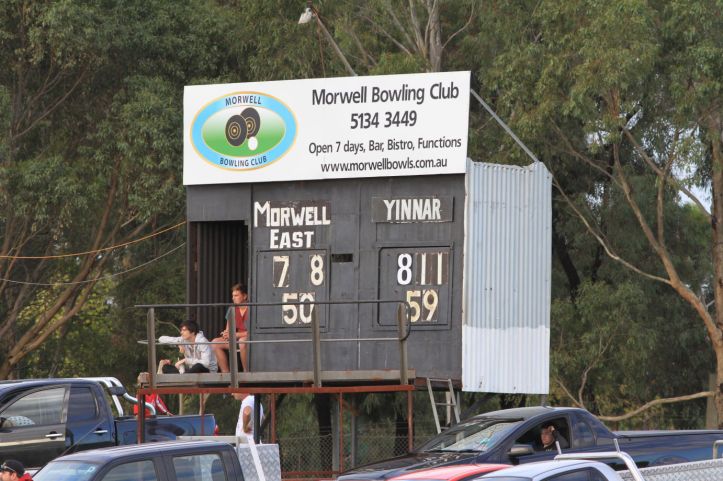 MORWELL
BOWLING CLUB
Morwell Bowling Club
5134 3449
Open 7 days, Bar, Bistro, Functions
www.morwellbowls.com.au
MORWELL
EAST
7 8
50
YINNAR
8 11
59